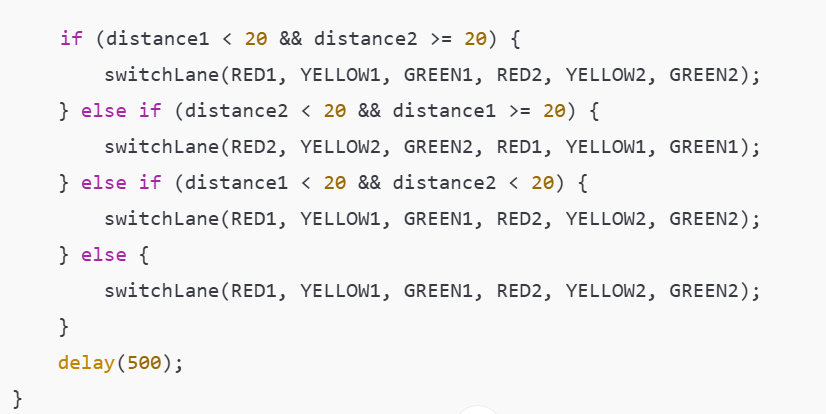 if (distance1 < 20 && distance2 >= 20) {
switchLane(RED1, YELLOW1, GREEN1, RED2, YELLOW2, GREEN2);
} else if (distance2 < 20 && distance1 >= 20) {
switchLane(RED2, YELLOW2, GREEN2, RED1, YELLOW1, GREEN1);
} else if (distance1 < 20 && distance2 < 20) {
switchLane(RED1, YELLOW1, GREEN1, RED2, YELLOW2, GREEN2);
} else {
switchLane(RED1, YELLOW1, GREEN1, RED2, YELLOW2, GREEN2);
}
delay(500);
}